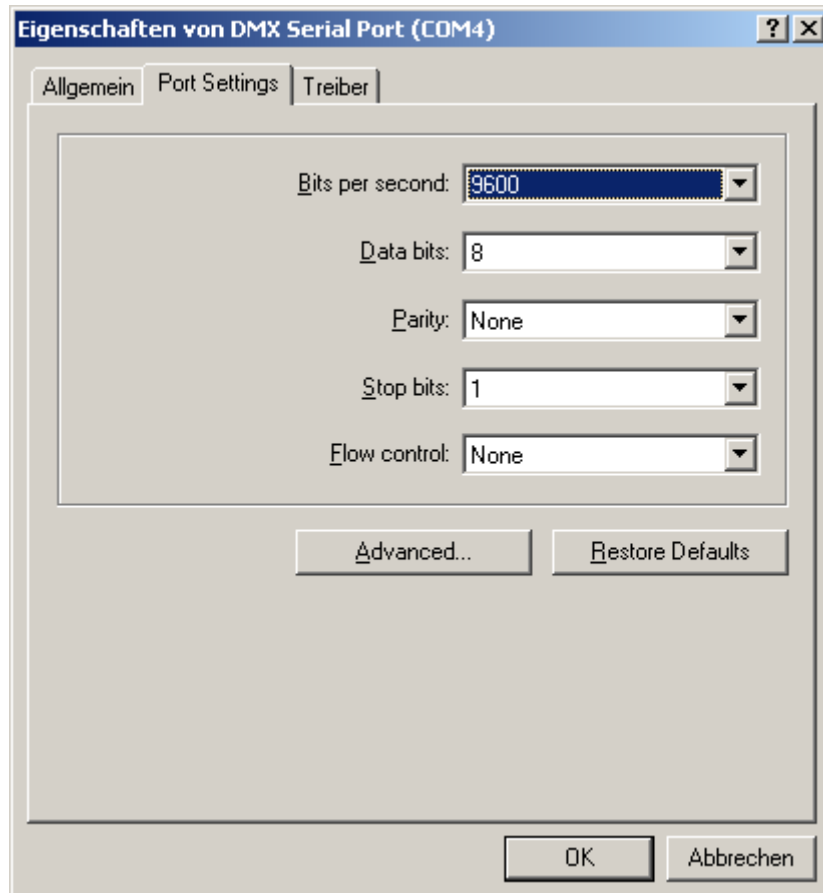 Eigenschaften von DMX Serial Port (COM4)
Allgemein Port Settings Treiber
Bits per second: 9600
Data bits: 8
Parity: None
Stop bits: 1
Flow control: None
Advanced... Restore Defaults
OK Abbrechen